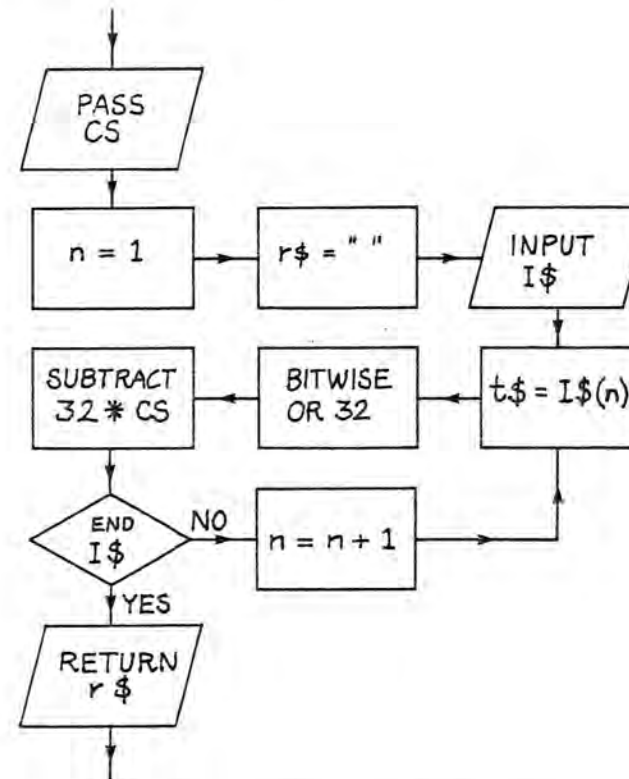 PASS
CS
n = 1
r$ = " "
INPUT
I$
t$ = I$(n)
BITWISE
OR 32
SUBTRACT
32 * CS
END
I$
NO
n = n + 1
YES
RETURN
r $